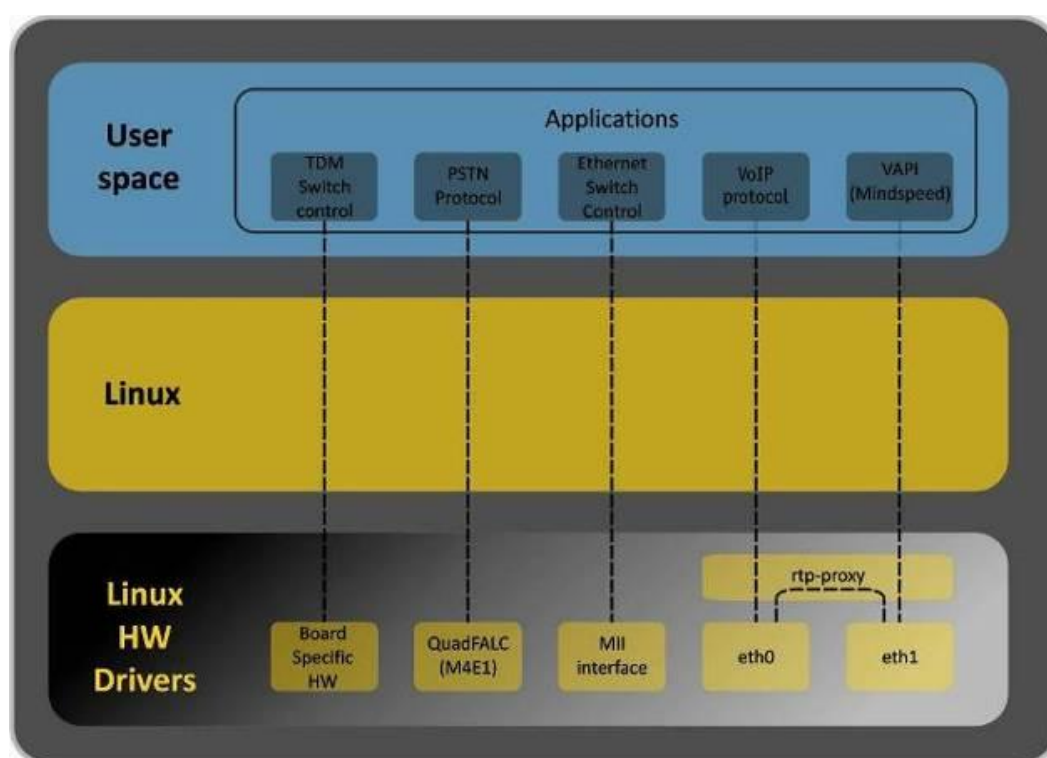 User
space
Applications
TDM
Switch
control
PSTN
Protocol
Ethernet
Switch
Control
VoIP
protocol
VAPI
(Mindspeed)
Linux
Linux
HW
Drivers
rtp-proxy
Board
Specific
HW
QuadFALC
(M4E1)
MII
interface
eth0
eth1